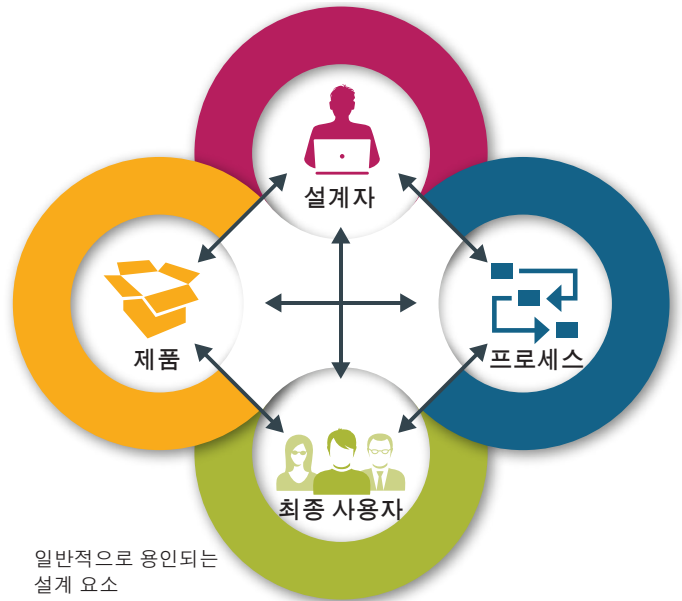 설계자
제품
프로세스
최종 사용자
일반적으로 용인되는
설계 요소